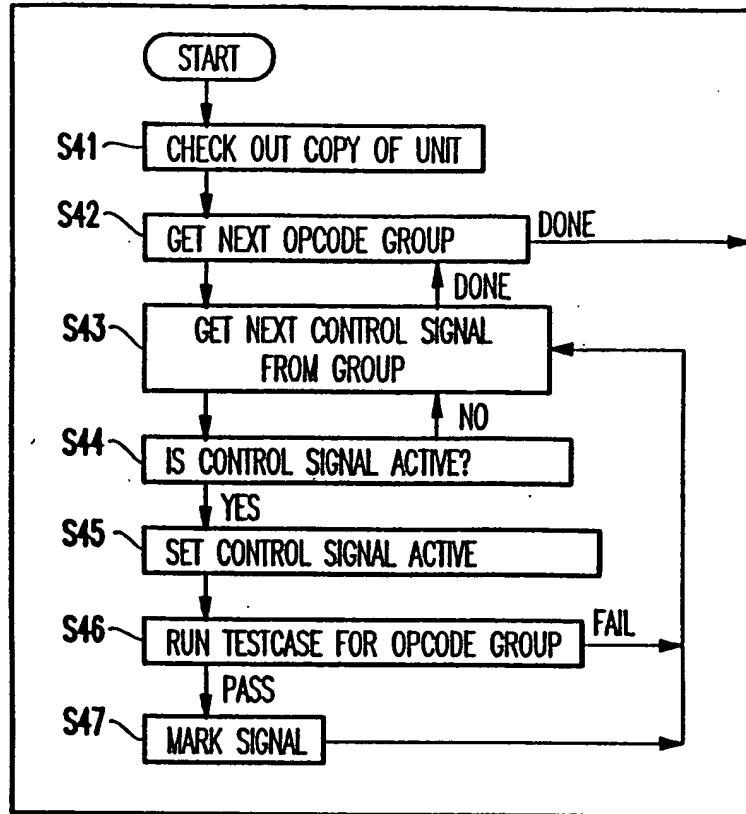 START
S41
CHECK OUT COPY OF UNIT
S42
GET NEXT OPCODE GROUP
DONE
DONE
S43
GET NEXT CONTROL SIGNAL
FROM GROUP
NO
S44
IS CONTROL SIGNAL ACTIVE?
YES
S45
SET CONTROL SIGNAL ACTIVE
S46
RUN TESTCASE FOR OPCODE GROUP
FAIL
PASS
S47
MARK SIGNAL